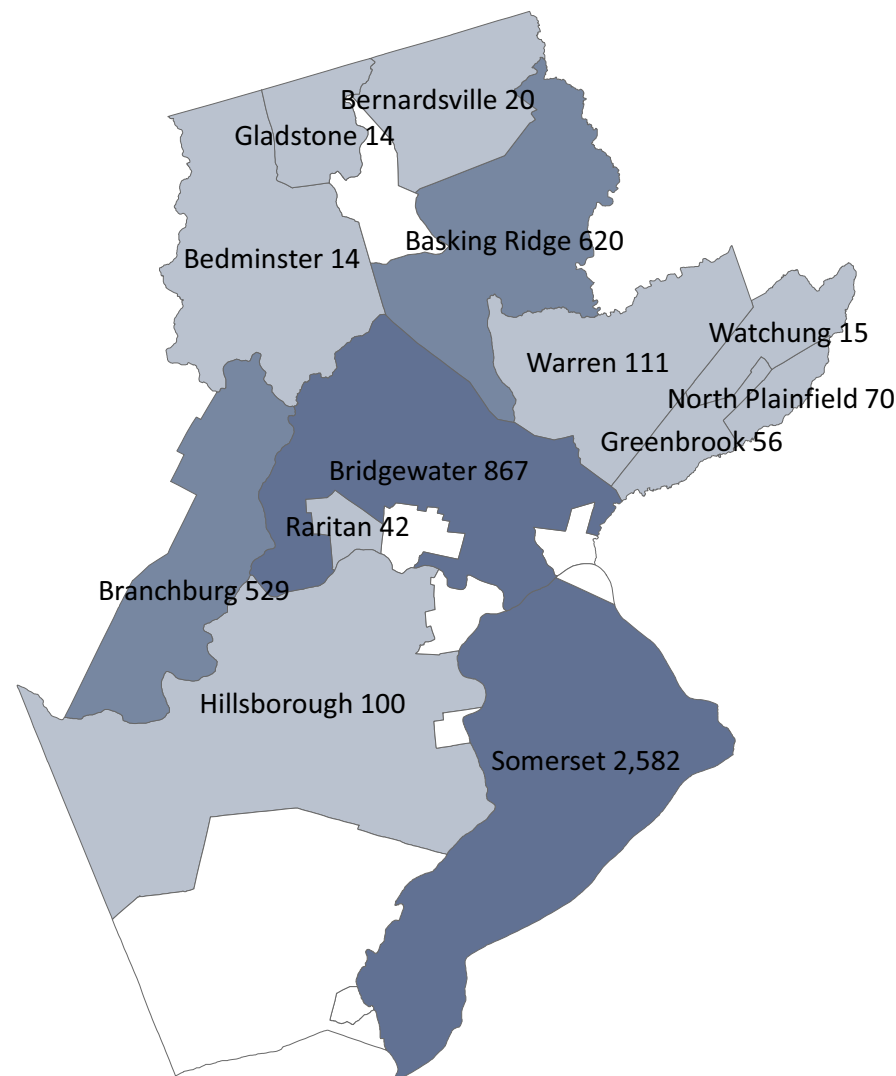 Bernardsville 20
Gladstone 14
Basking Ridge 620
Bedminster 14
Watchung 15
Warren 111
North Plainfield 70
Greenbrook 56
Bridgewater 867
Raritan 42
Branchburg 529
Hillsborough 100
Somerset 2,582